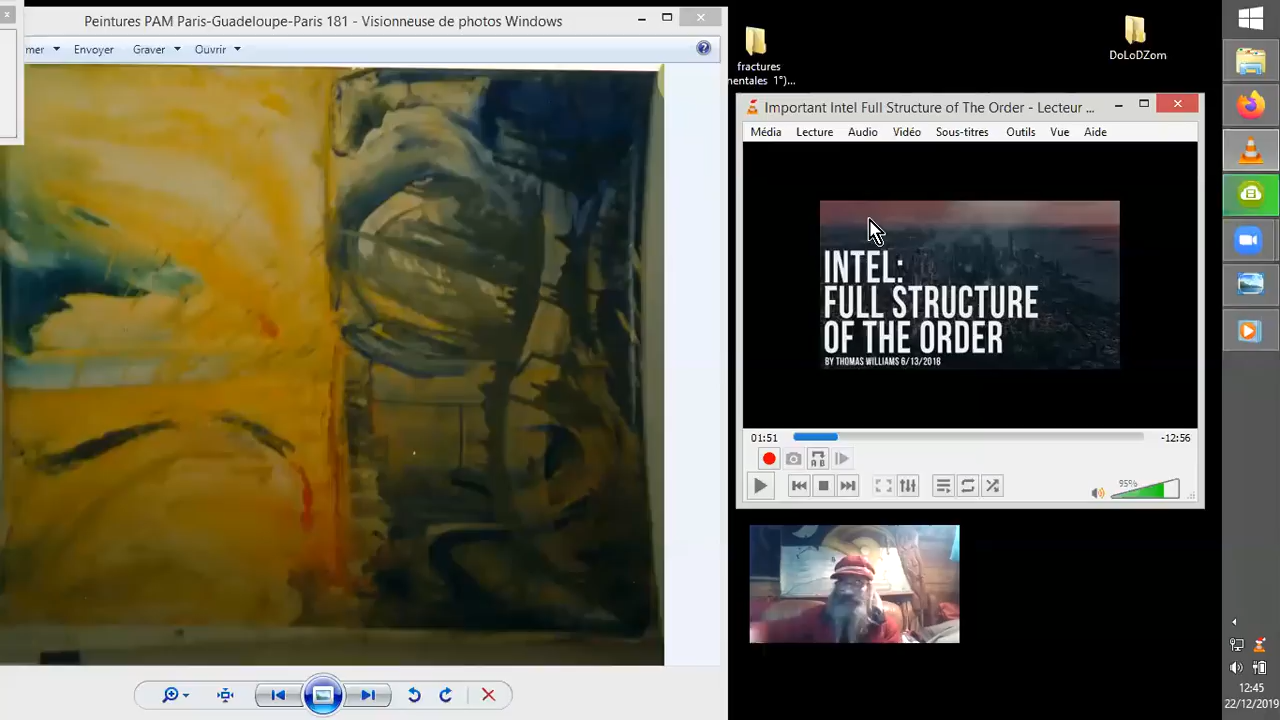 Peintures PAM Paris-Guadeloupe-Paris 181 - Visionneuse de photos Windows
mer Envoyer Graver Ouvrir
fractures
mentales 1°)...
DoLoDZom
Important Intel Full Structure of The Order - Lecteur ...
Média Lecture Audio Vidéo Sous-titres Outils Vue Aide
INTEL:
FULL STRUCTURE
OF THE ORDER
BY THOMAS WILLIAMS 6/13/2018
01:51 -12:56
95%
12:45
22/12/2019